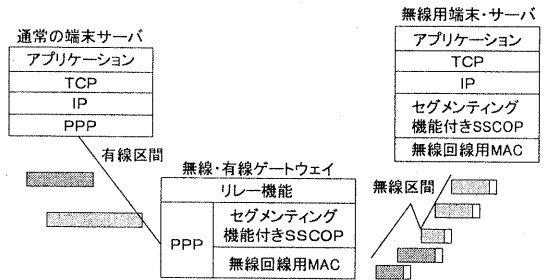 通常の端末サーバ
アプリケーション
TCP
IP
PPP
有線区間
無線・有線ゲートウェイ
リレー機能
PPP
セグメンティング
機能付きSSCOP
無線回線用MAC
無線区間
無線用端末・サーバ
アプリケーション
TCP
IP
セグメンティング
機能付きSSCOP
無線回線用MAC